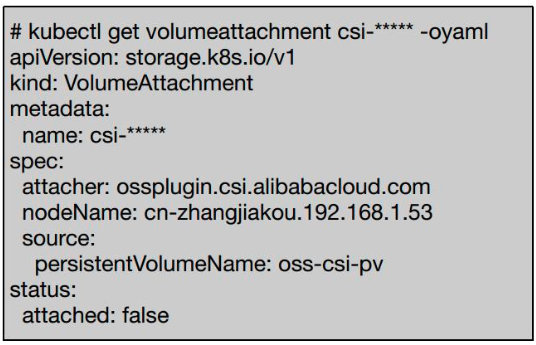 # kubectl get volumeattachment csi-***** -oyaml
apiVersion: storage.k8s.io/v1
kind: VolumeAttachment
metadata:
  name: csi-*****
spec:
  attacher: ossplugin.csi.alibabacloud.com
  nodeName: cn-zhangjiakou.192.168.1.53
  source:
    persistentVolumeName: oss-csi-pv
status:
  attached: false